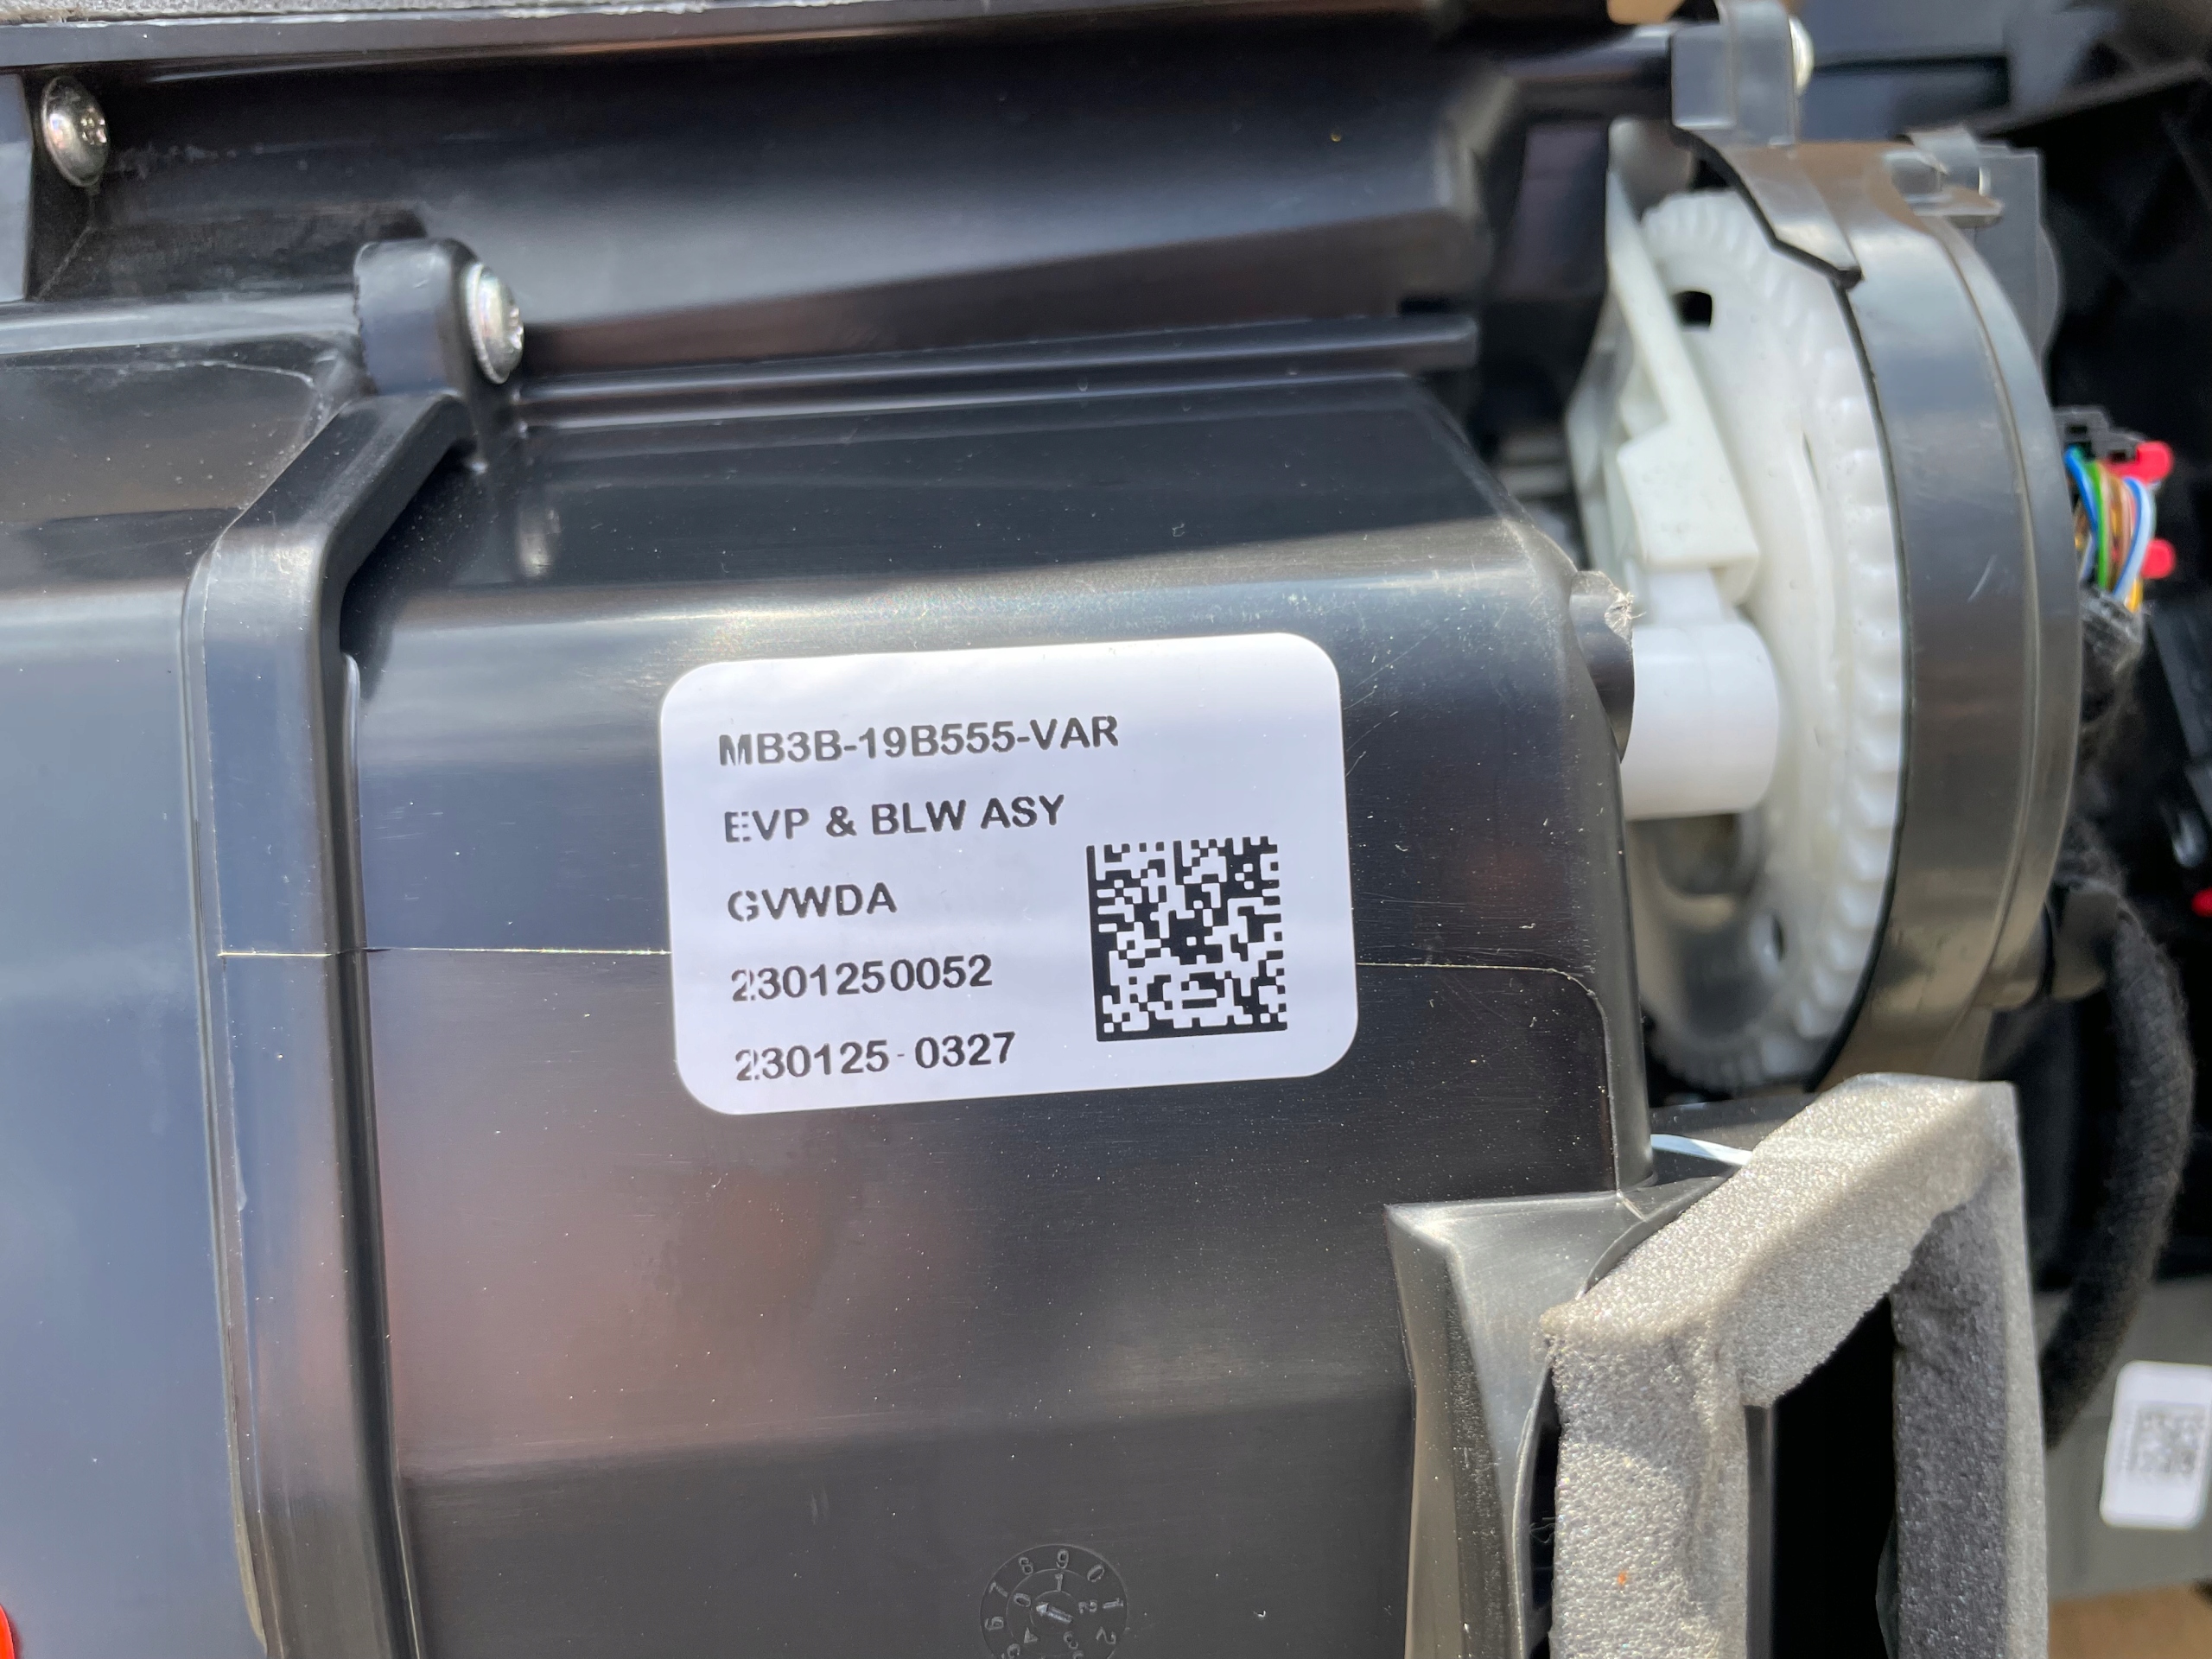 MB3B-19B555-VAR
EVP & BLW ASY
GVWDA
2301250052
230125-0327